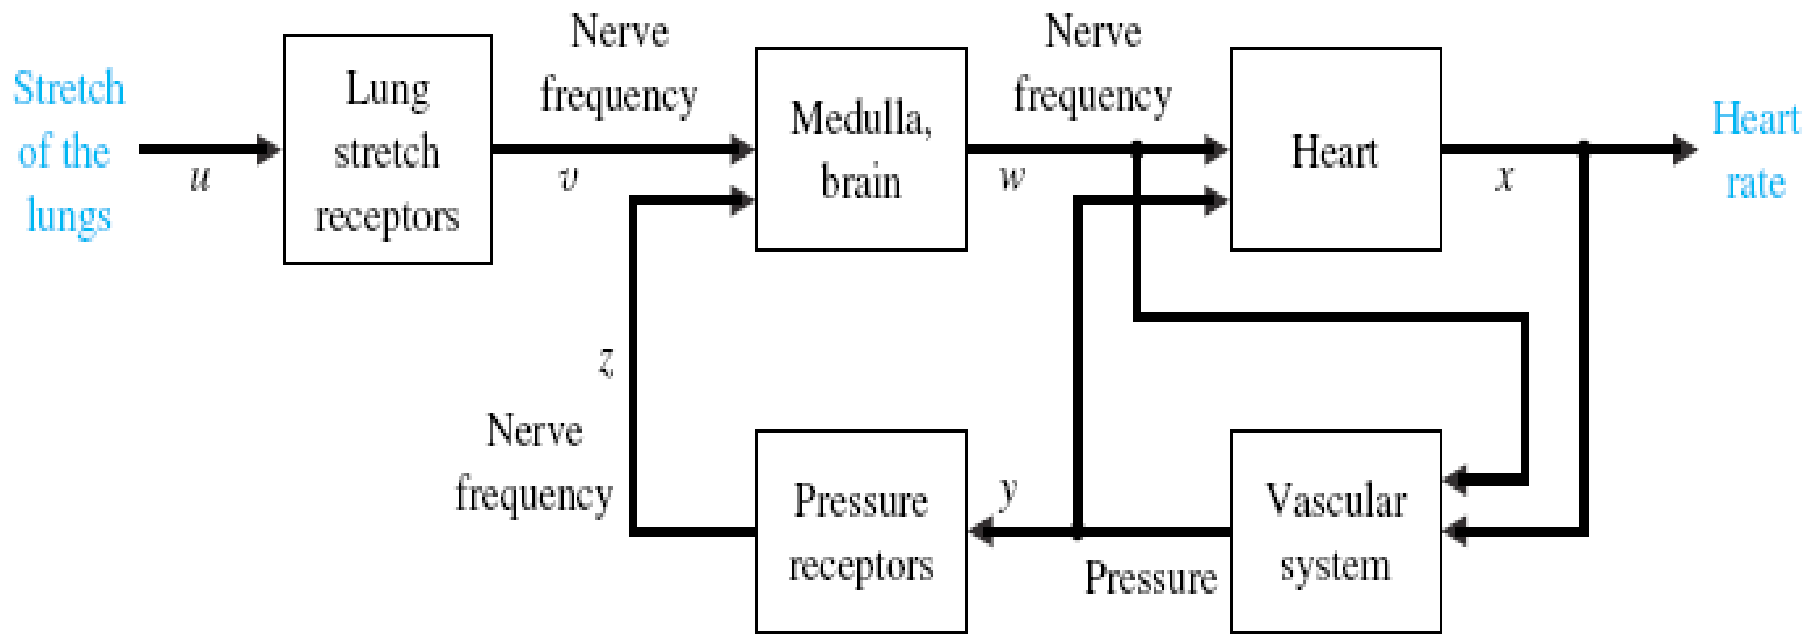 Stretch
of the
lungs
u
Lung
stretch
receptors
Nerve
frequency
v
Medulla,
brain
Nerve
frequency
w
Heart
x
Heart
rate
z
Nerve
frequency
Pressure
receptors
y
Pressure
Vascular
system